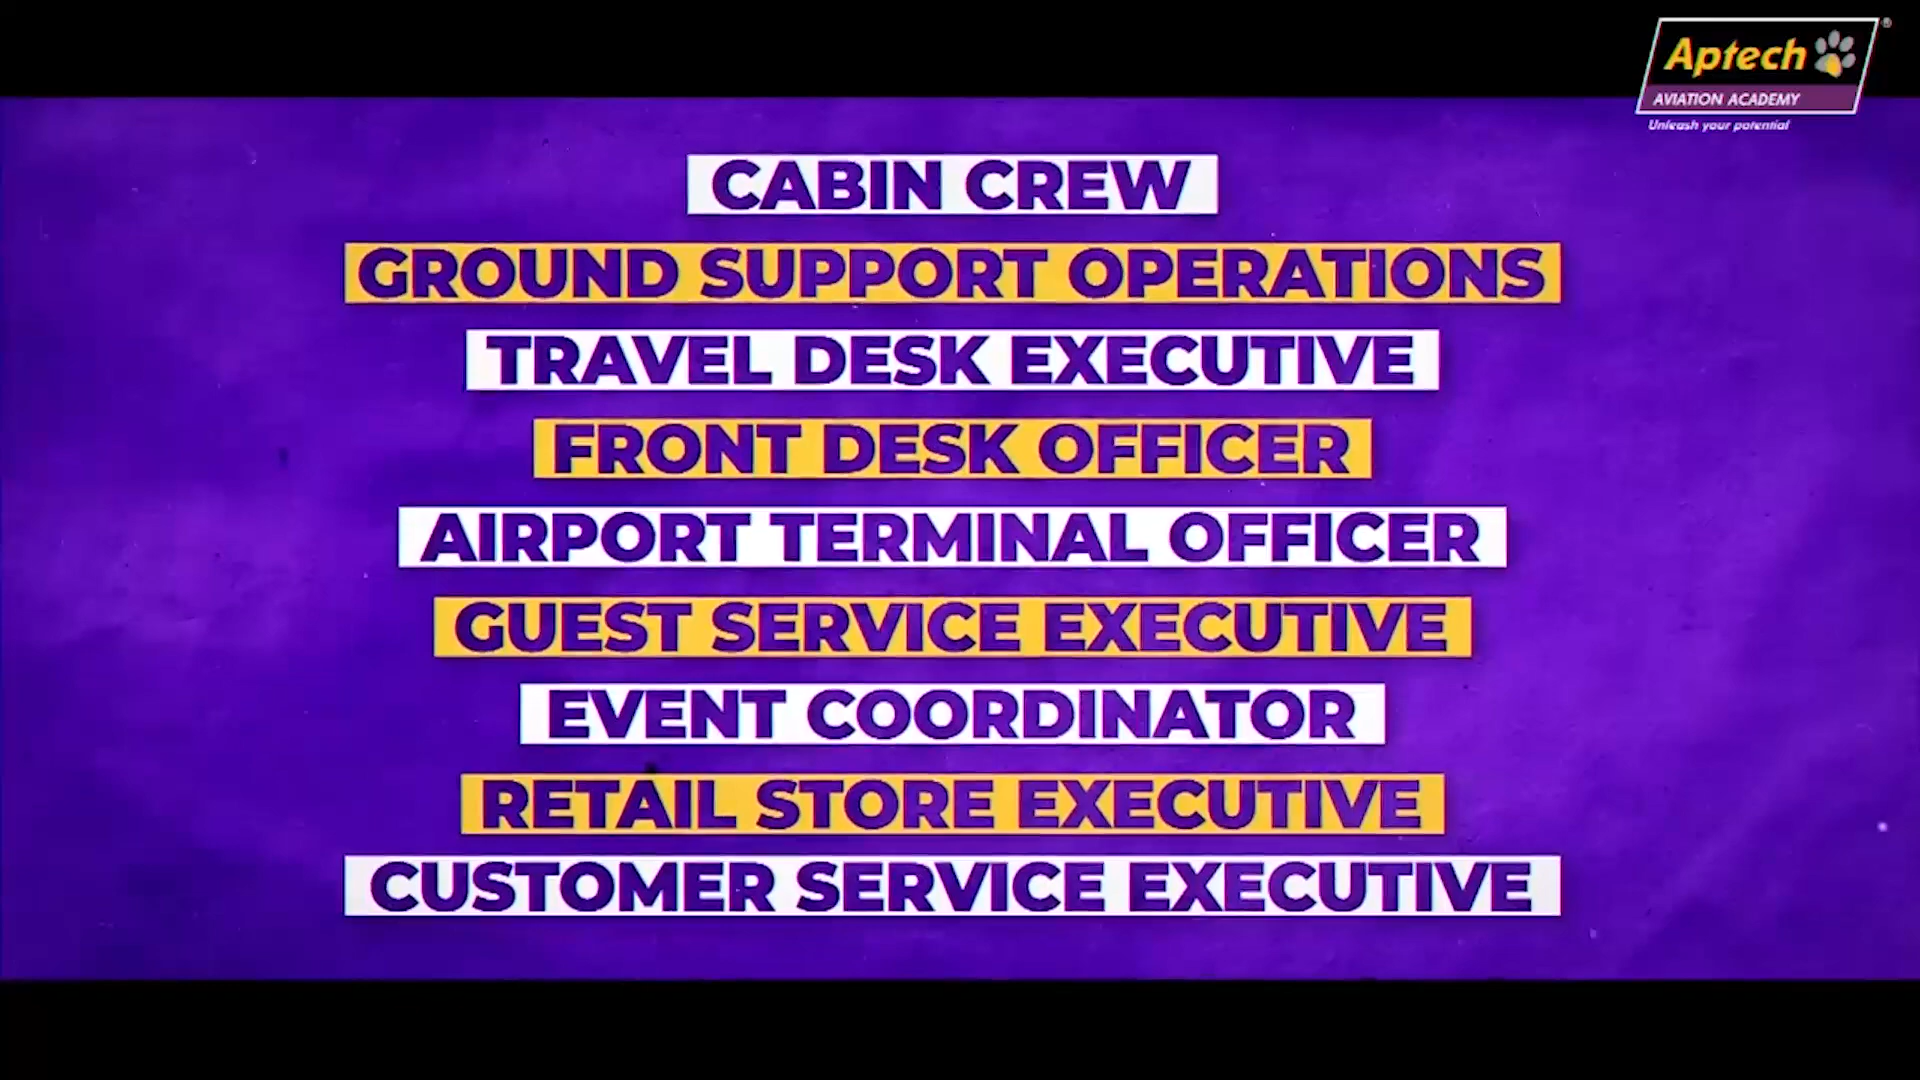 Aptech
AVIATION ACADEMY
Unleash your potential
CABIN CREW
GROUND SUPPORT OPERATIONS
TRAVEL DESK EXECUTIVE
FRONT DESK OFFICER
AIRPORT TERMINAL OFFICER
GUEST SERVICE EXECUTIVE
EVENT COORDINATOR
RETAIL STORE EXECUTIVE
CUSTOMER SERVICE EXECUTIVE